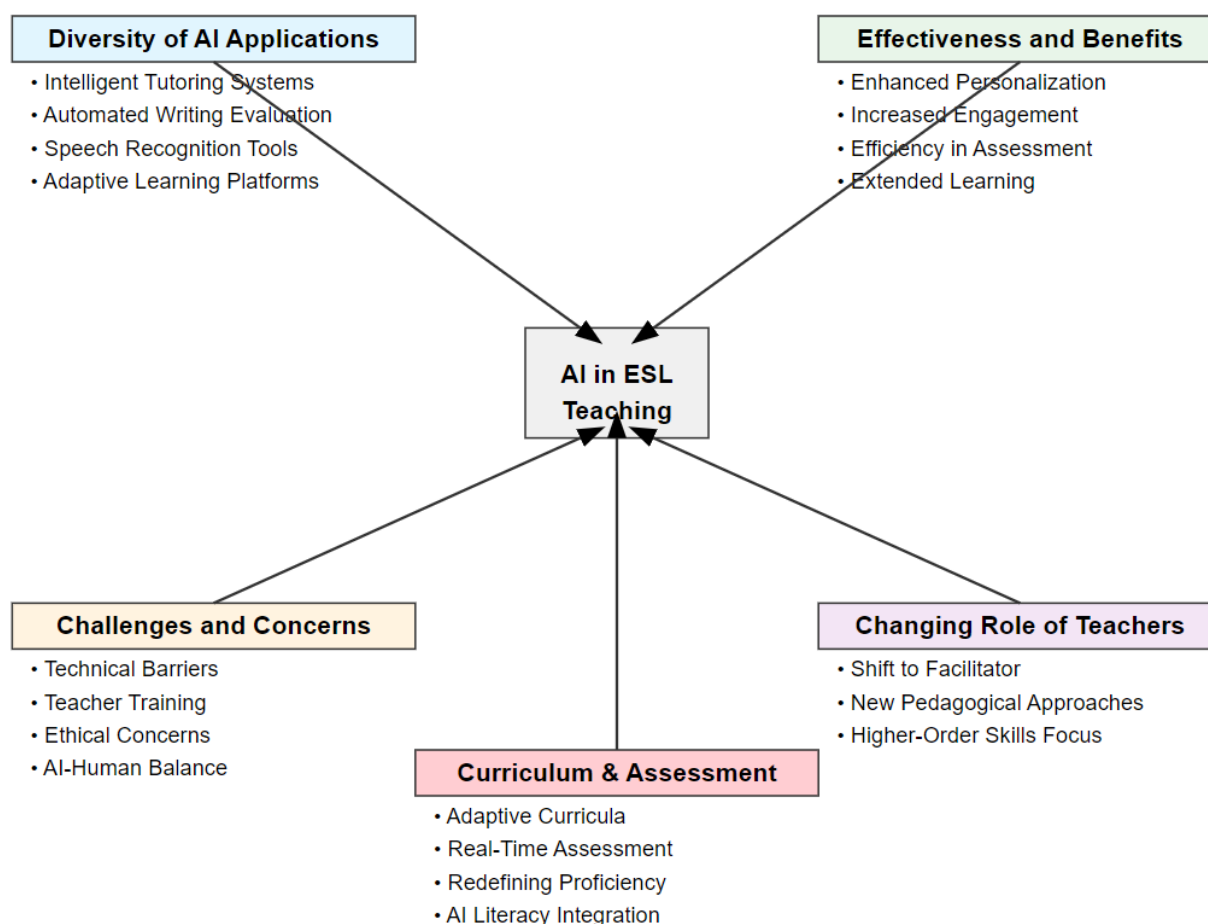 Diversity of AI Applications
• Intelligent Tutoring Systems
• Automated Writing Evaluation
• Speech Recognition Tools
• Adaptive Learning Platforms
Effectiveness and Benefits
• Enhanced Personalization
• Increased Engagement
• Efficiency in Assessment
• Extended Learning
AI in ESL
Teaching
Challenges and Concerns
• Technical Barriers
• Teacher Training
• Ethical Concerns
• AI-Human Balance
Curriculum & Assessment
• Adaptive Curricula
• Real-Time Assessment
• Redefining Proficiency
• AI Literacy Integration
Changing Role of Teachers
• Shift to Facilitator
• New Pedagogical Approaches
• Higher-Order Skills Focus